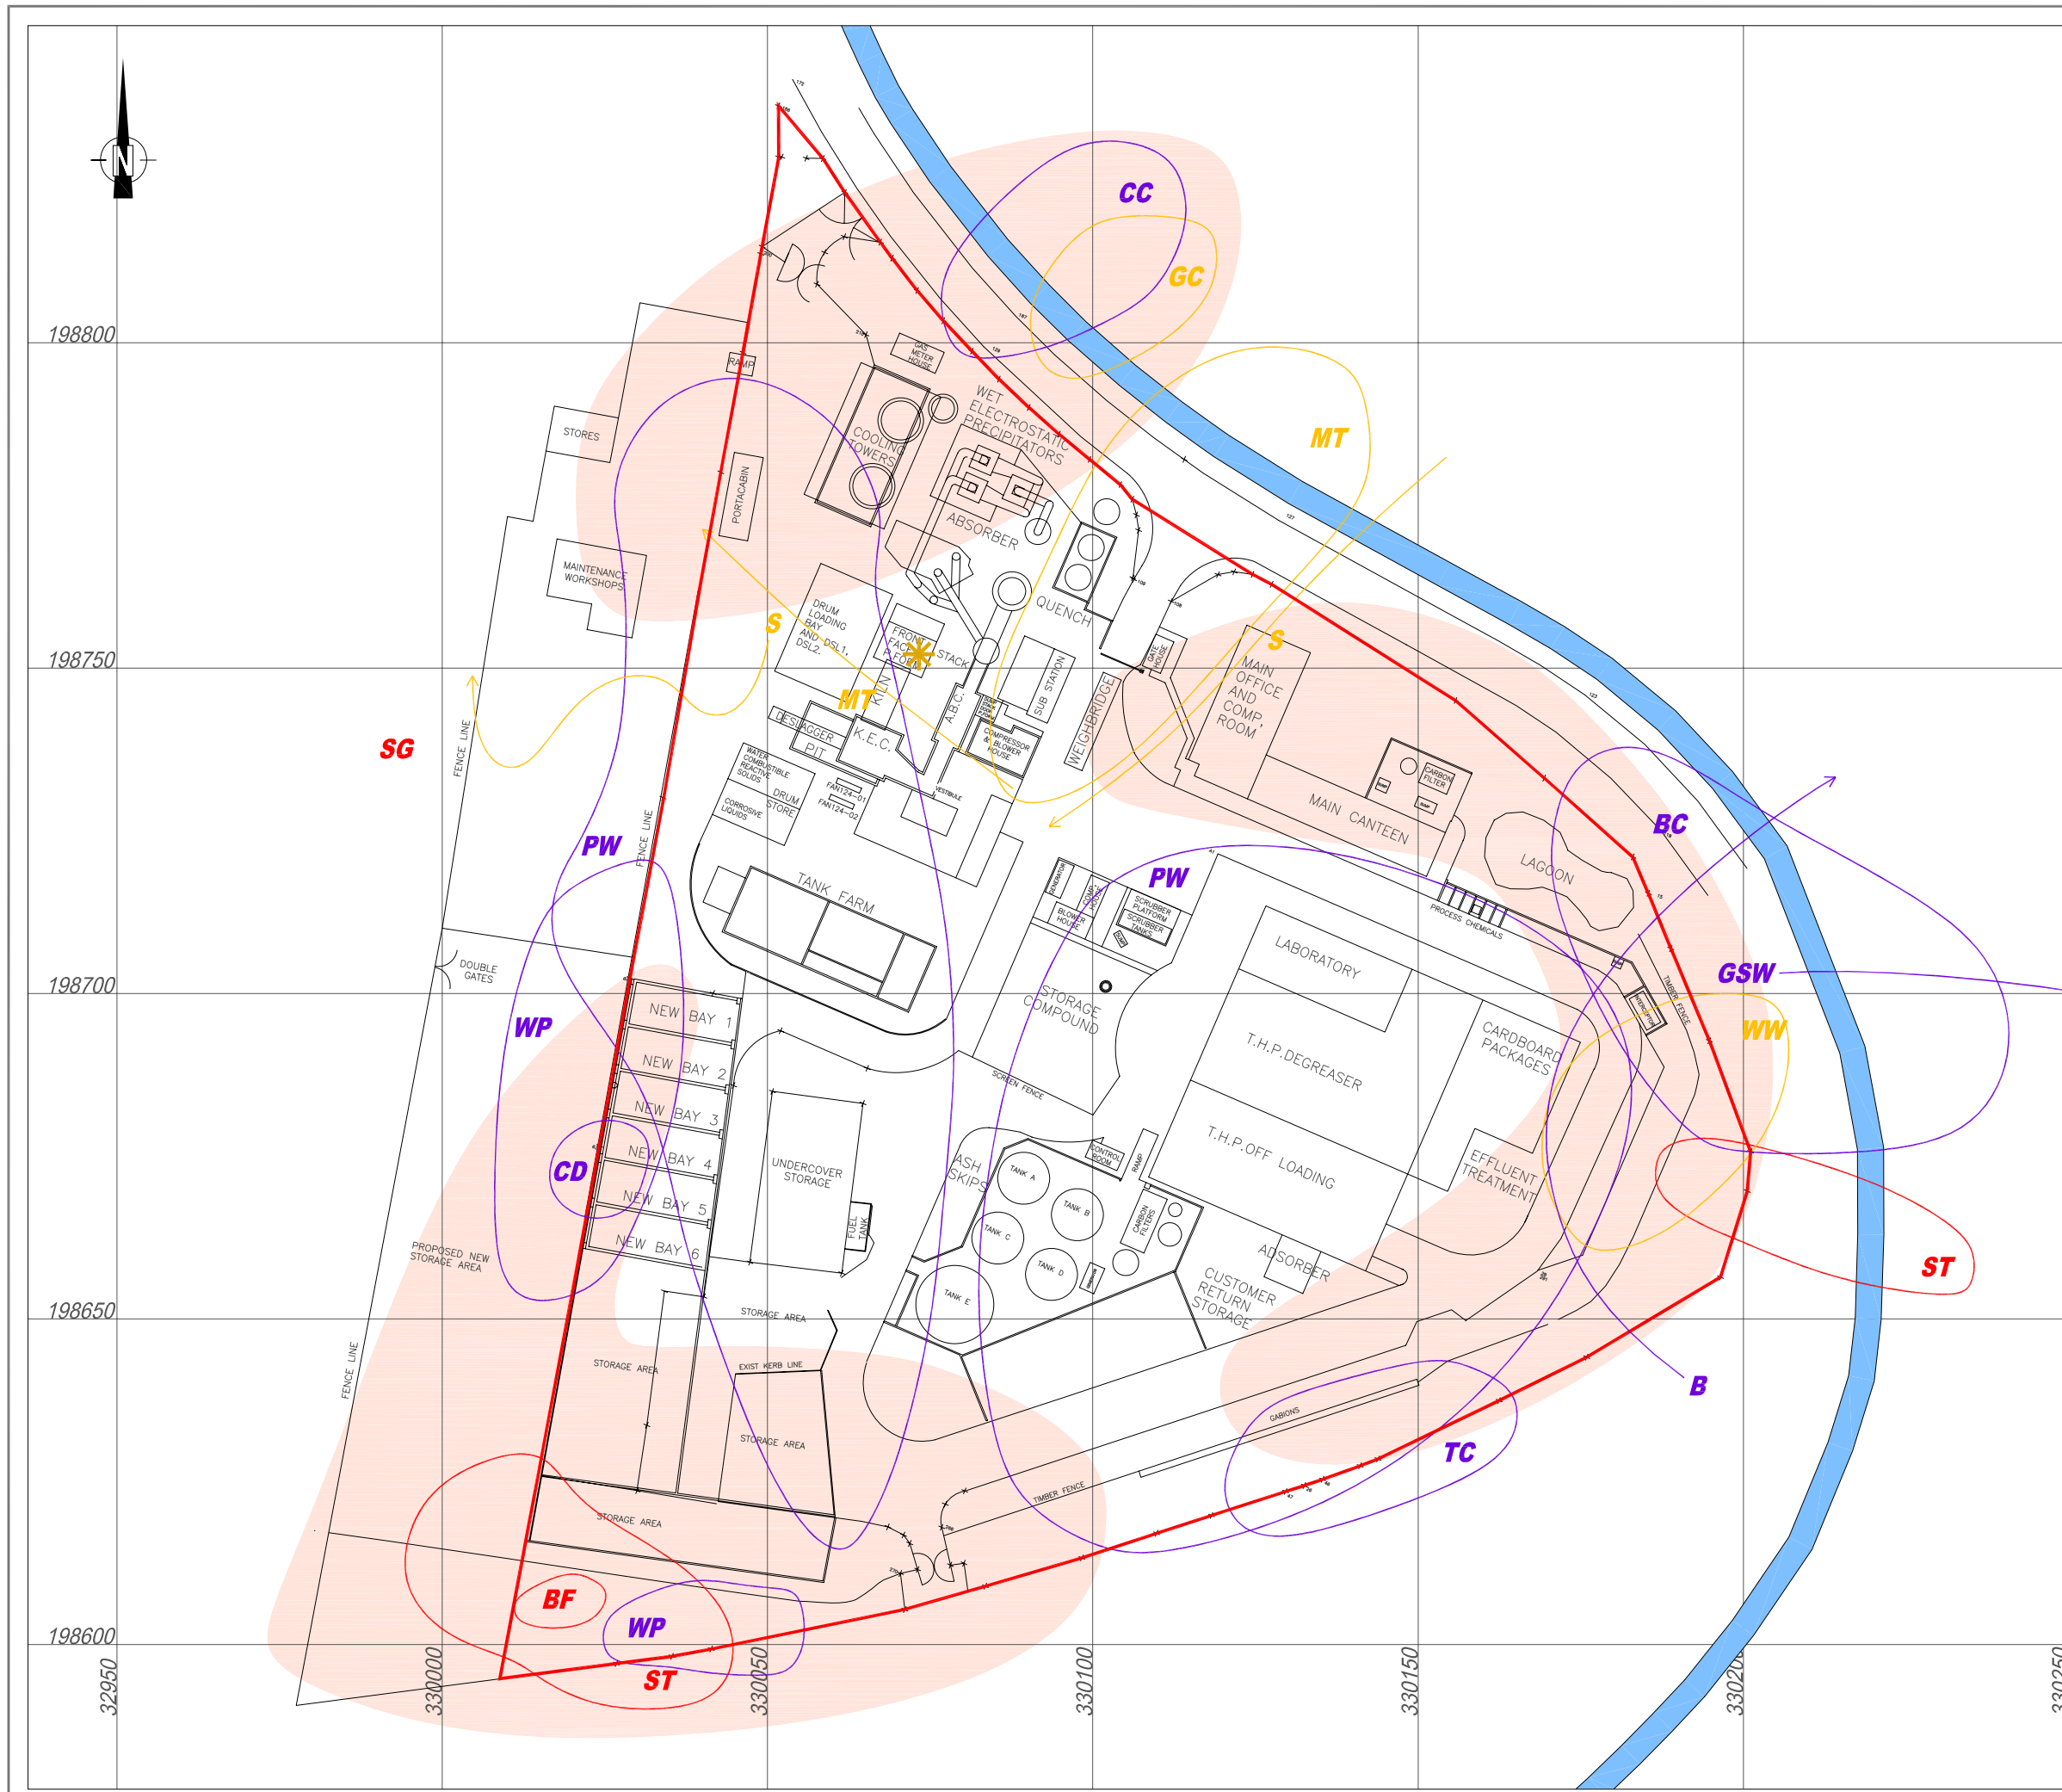 N
CC
GC
198800
GAS
METER
HOUSE
RAMP
WET
ELECTROSTATIC
PRECIPITATORS
MT
STORES
COOLING
TOWERS
PORTACABIN
ABSORBER
MAINTENANCE
WORKSHOPS
QUENCH
DRUM
LOADING
BAY
AND DSL1,
DSL2.
S
FRONT
STACK
S
GATE
HOUSE
MAIN
OFFICE
AND
COMP,
ROOM
198750
KILN
MT
A.B.C.
SUB STATION
WEIGHBRIDGE
DESLAGGER
PIT
K.E.C.
COMPRESSOR
& BLOWER
HOUSE
SG
FENCE LINE
WATER
COMBUSTIBLE
REACTIVE
SOLIDS
DRUM
STORE
CORROSIVE
LIQUIDS
FAN124-01
FAN124-02
VESTIBULE
CARBON
FILTER
MAIN CANTEEN
BC
PW
FENCE LINE
LAGOON
PW
TANK FARM
GENERATOR
COMP.
HOUSE
BLOWER
HOUSE
SCRUBBER
PLATFORM
SCRUBBER
TANKS
PROCESS CHEMICALS
LABORATORY
DOUBLE
GATES
GSW
198700
TIMBER FENCE
INTERCEPTOR
STORAGE
COMPOUND
WP
NEW BAY 1
CARDBOARD
PACKAGES
WW
NEW BAY 2
T.H.P.DEGREASER
SCREEN FENCE
NEW BAY 3
NEW BAY 4
CD
UNDERCOVER
STORAGE
ASH
SKIPS
CONTROL
ROOM
RAMP
T.H.P.OFF LOADING
EFFLUENT
TREATMENT
NEW BAY 5
TANK A
TANK B
TANK C
TANK D
TANK E
CARBON
FILTERS
FUEL
TANK
NEW BAY 6
PROPOSED NEW
STORAGE AREA
ADSORBER
CUSTOMER
RETURN
STORAGE
ST
198650
STORAGE AREA
FENCE LINE
STORAGE AREA
EXIST KERB LINE
B
GABIONS
STORAGE AREA
TC
TIMBER FENCE
STORAGE AREA
BF
WP
198600
ST
329950
330000
330050
330100
330150
330200